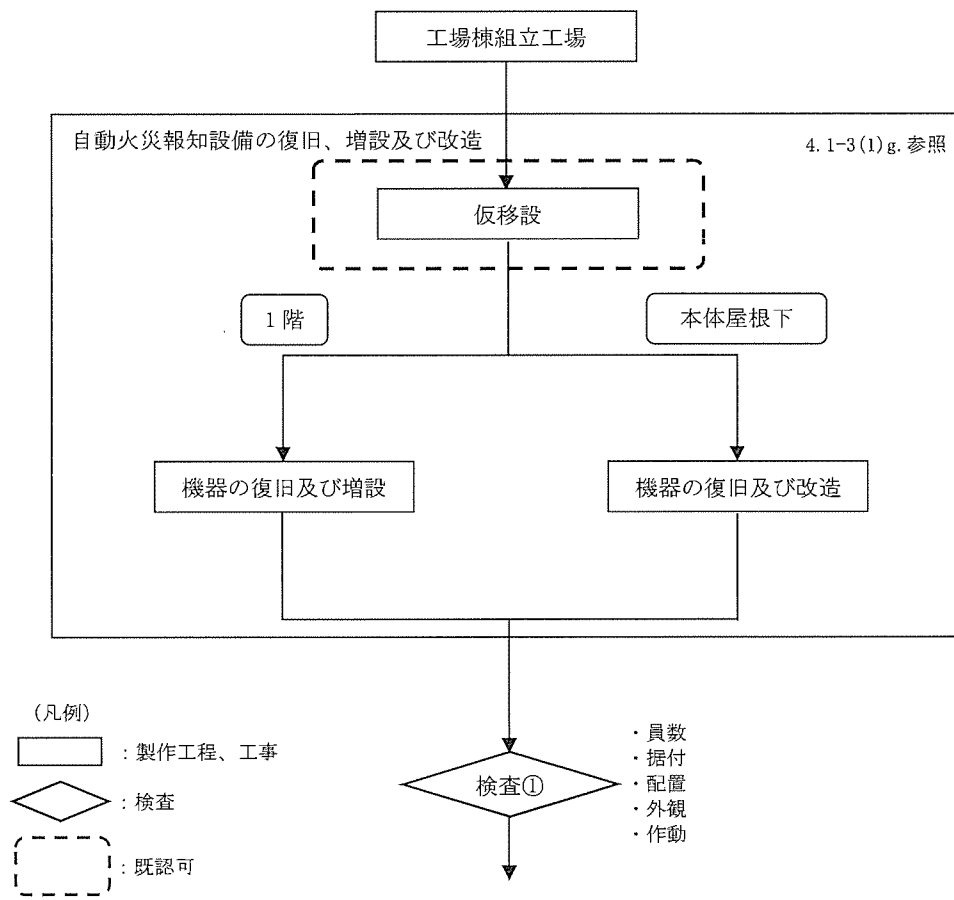 工場棟組立工場
自動火災報知設備の復旧、増設及び改造
4.1-3(1)g.参照
仮移設
1階
本体屋根下
機器の復旧及び増設
機器の復旧及び改造
検査①
・員数
・据付
・配置
・外観
・作動
(凡例)
：製作工程、工事
：検査
：既認可